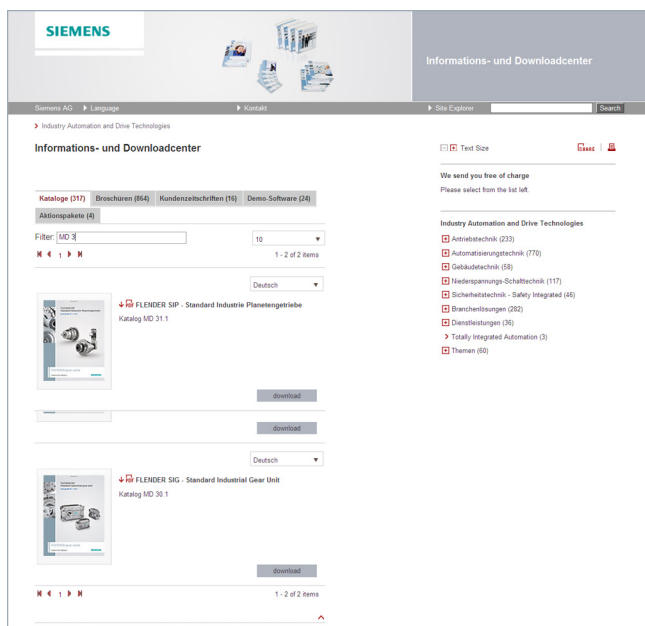 SIEMENS
Informations- und Downloadcenter
Siemens AG Language Kontakt Site Explorer Search
Industry Automation and Drive Technologies
Informations- und Downloadcenter
Text Size SHARE
We send you free of charge
Please select from the list left.
Kataloge (317) Broschüren (864) Kundenzeitschriften (16) Demo-Software (24)
Aktionspakete (4)
Filter: MD 3
10
1
1 - 2 of 2 items
Industry Automation and Drive Technologies
Antriebstechnik (233)
Automatisierungstechnik (770)
Gebäudetechnik (58)
Niederspannungs-Schalttechnik (117)
Sicherheitstechnik - Safety Integrated (46)
Branchenlösungen (282)
Dienstleistungen (36)
Totally Integrated Automation (3)
Themen (60)
Deutsch
PDF FLENDER SIP - Standard Industrie Planetengetriebe
Katalog MD 31.1
download
download
Deutsch
PDF FLENDER SIG - Standard Industrial Gear Unit
Katalog MD 30.1
download
1
1 - 2 of 2 items